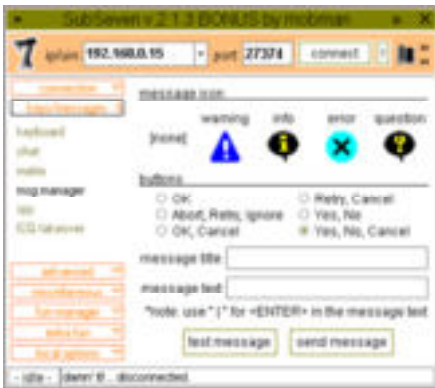 SubSeven v.2.1.3 BONUS by mobman
ip/uin: 192.168.0.15 port: 27374 connect
connection
keys/messages
keyboard
chat
matrix
msg manager
spy
ICQ takeover
advanced
miscellaneous
fun manager
extra fun
local options
message icon:
warning info error question
[none]
buttons
OK
Retry, Cancel
Abort, Retry, Ignore
Yes, No
OK, Cancel
Yes, No, Cancel
message title:
message text:
*note: use " | " for <ENTER> in the message text
test message send message
- idle - damn' it!... disconnected.